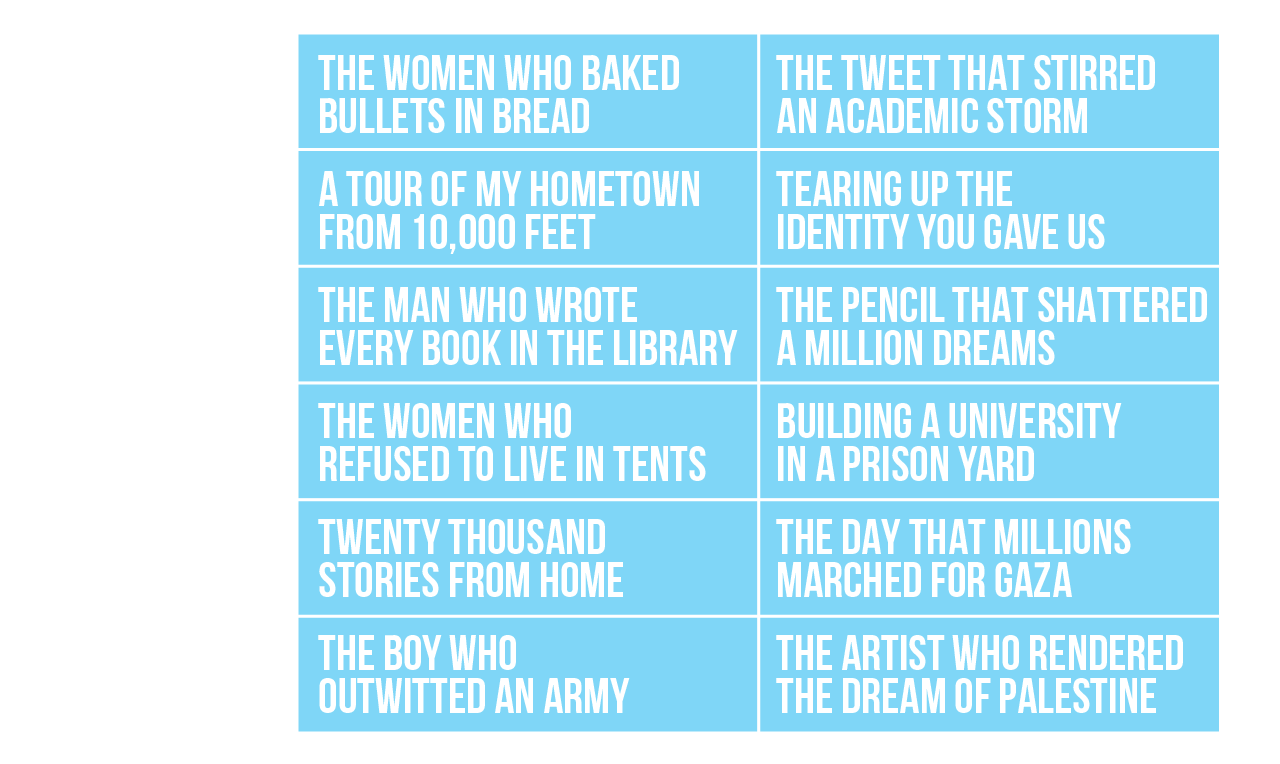 THE WOMEN WHO BAKED
BULLETS IN BREAD
THE TWEET THAT STIRRED
AN ACADEMIC STORM
A TOUR OF MY HOMETOWN
FROM 10,000 FEET
TEARING UP THE
IDENTITY YOU GAVE US
THE MAN WHO WROTE
EVERY BOOK IN THE LIBRARY
THE PENCIL THAT SHATTERED
A MILLION DREAMS
THE WOMEN WHO
REFUSED TO LIVE IN TENTS
BUILDING A UNIVERSITY
IN A PRISON YARD
TWENTY THOUSAND
STORIES FROM HOME
THE DAY THAT MILLIONS
MARCHED FOR GAZA
THE BOY WHO
OUTWITTED AN ARMY
THE ARTIST WHO RENDERED
THE DREAM OF PALESTINE